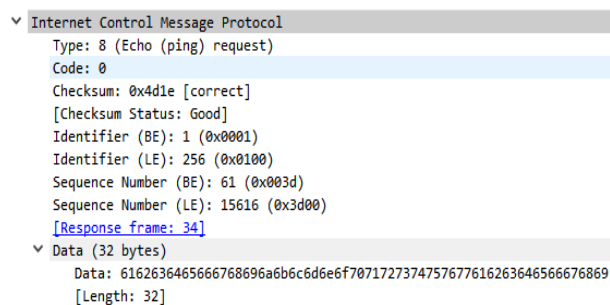 Internet Control Message Protocol
Type: 8 (Echo (ping) request)
Code: 0
Checksum: 0x4d1e [correct]
[Checksum Status: Good]
Identifier (BE): 1 (0x0001)
Identifier (LE): 256 (0x0100)
Sequence Number (BE): 61 (0x003d)
Sequence Number (LE): 15616 (0x3d00)
[Response frame: 34]
Data (32 bytes)
Data: 6162636465666768696a6b6c6d6e6f7071727374757677616263646566676869
[Length: 32]